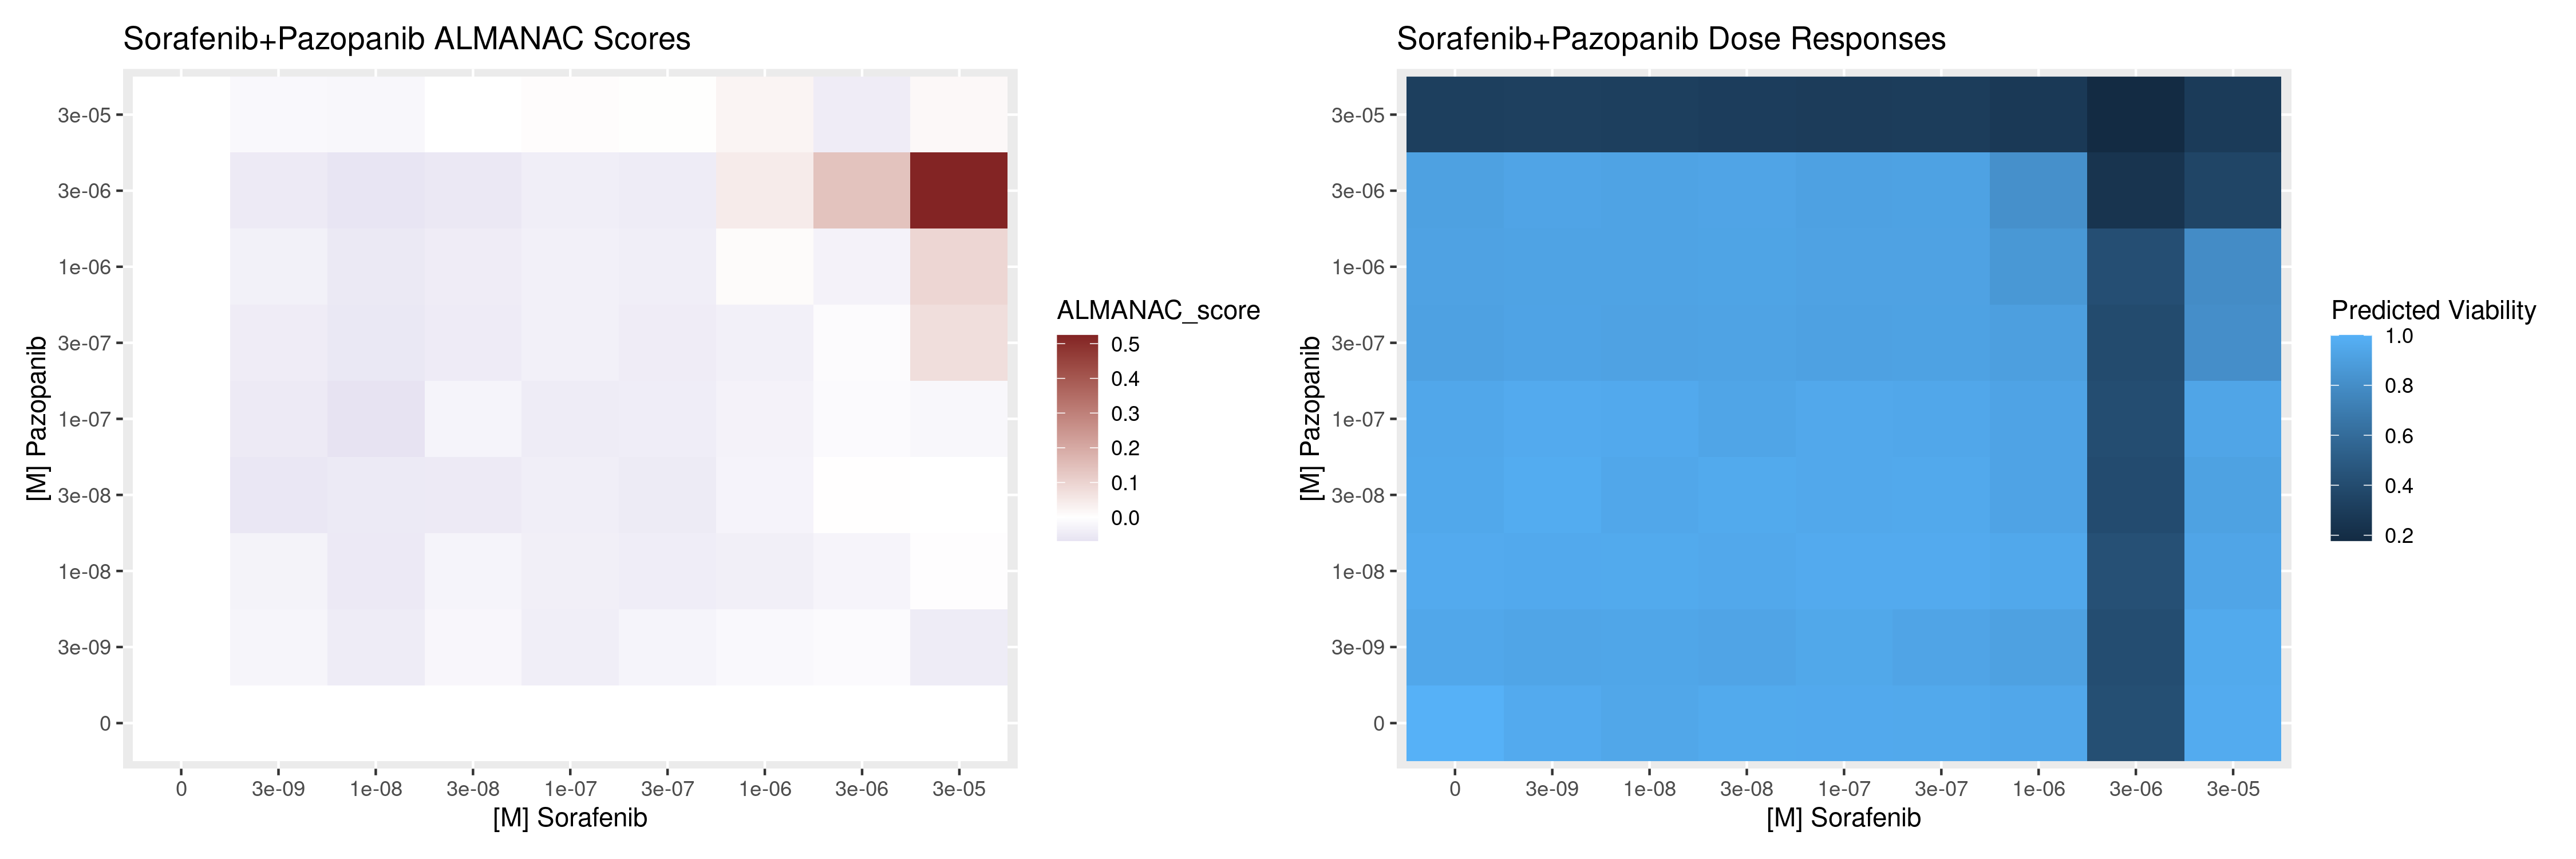 Sorafenib+Pazopanib ALMANAC Scores
[M] Pazopanib
3e-05
3e-06
1e-06
3e-07
1e-07
3e-08
1e-08
3e-09
0
0 3e-09 1e-08 3e-08 1e-07 3e-07 1e-06 3e-06 3e-05
[M] Sorafenib
ALMANAC_score
0.5
0.4
0.3
0.2
0.1
0.0
Sorafenib+Pazopanib Dose Responses
[M] Pazopanib
3e-05
3e-06
1e-06
3e-07
1e-07
3e-08
1e-08
3e-09
0
0 3e-09 1e-08 3e-08 1e-07 3e-07 1e-06 3e-06 3e-05
[M] Sorafenib
Predicted Viability
1.0
0.8
0.6
0.4
0.2